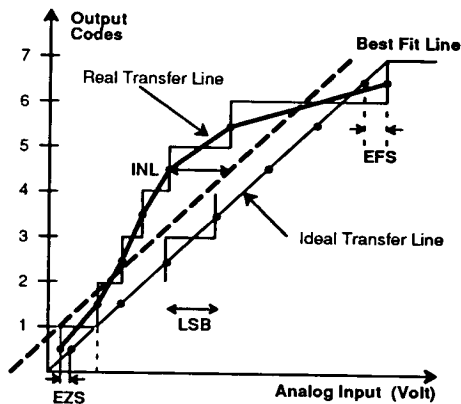 Output
Codes
7
Best Fit Line
Real Transfer Line
6
5
EFS
INL
4
3
Ideal Transfer Line
2
LSB
1
Analog Input (Volt)
EZS